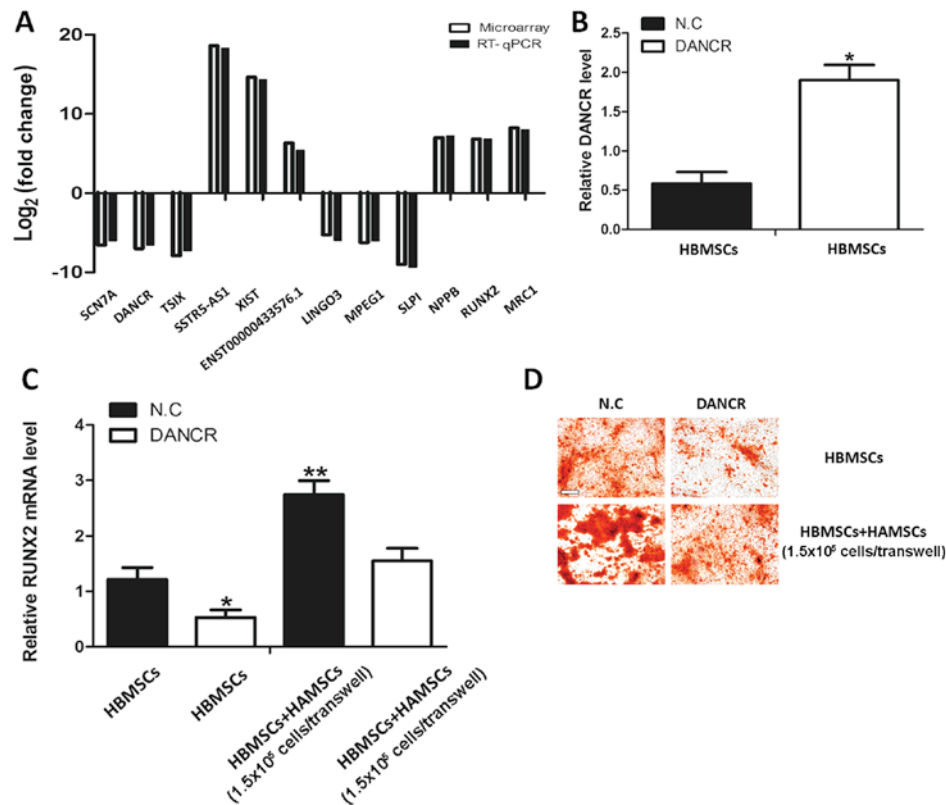 A
Log2 (fold change)
20
10
0
-10
Microarray
RT-qPCR
SCN7A
DANCR
TSIX
SSTR5-AS1
XIST
ENST00000433576.1
LINGO3
MPEG1
SLPI
NPPB
RUNX2
MRC1
B
N.C
DANCR
Relative DANCR level
2.5
2.0
1.5
1.0
0.5
0.0
*
HBMSCs
HBMSCs
C
N.C
DANCR
Relative RUNX2 mRNA level
4
3
2
1
0
*
**
HBMSCs
HBMSCs
HBMSCs+HAMSCs
(1.5x10⁵ cells/transwell)
HBMSCs+HAMSCs
(1.5x10⁵ cells/transwell)
D
N.C DANCR
HBMSCs
HBMSCs+HAMSCs
(1.5x10⁵ cells/transwell)